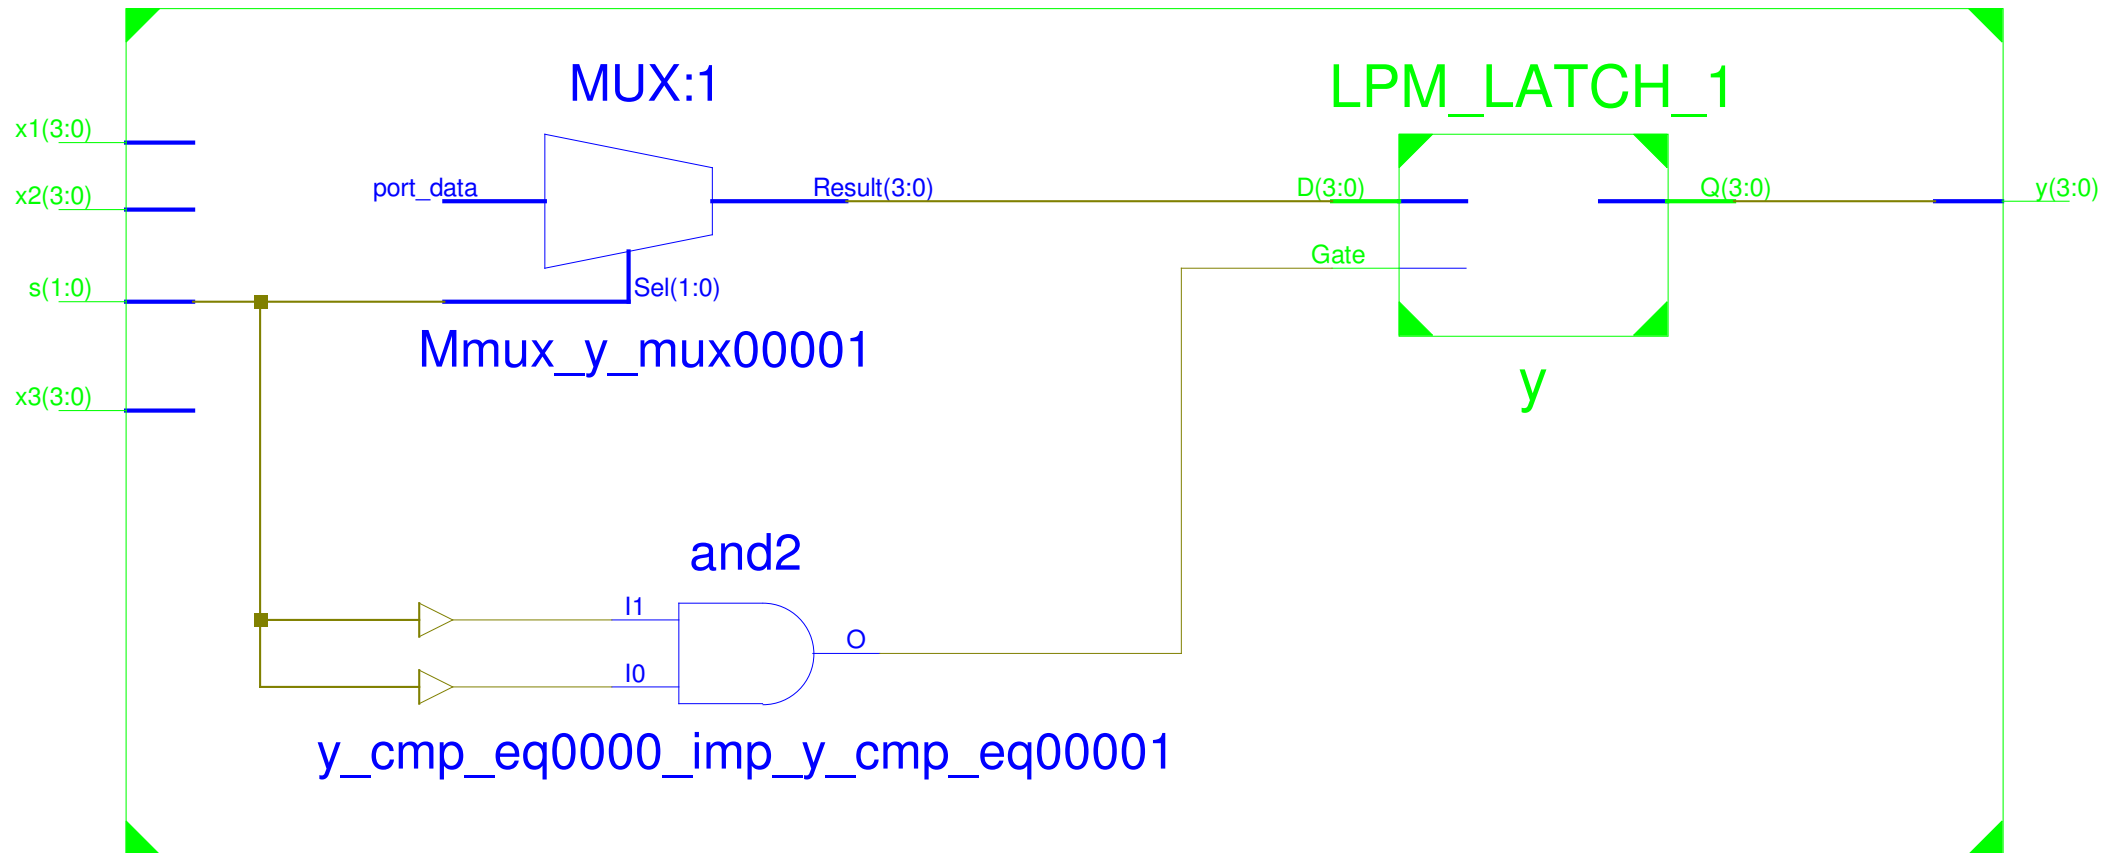 MUX:1
LPM_LATCH_1
x1(3:0)
x2(3:0)
port_data
Result(3:0)
D(3:0)
Q(3:0)
y(3:0)
Gate
s(1:0)
Sel(1:0)
Mmux_y_mux00001
x3(3:0)
y
and2
I1
O
I0
y_cmp_eq0000_imp_y_cmp_eq00001